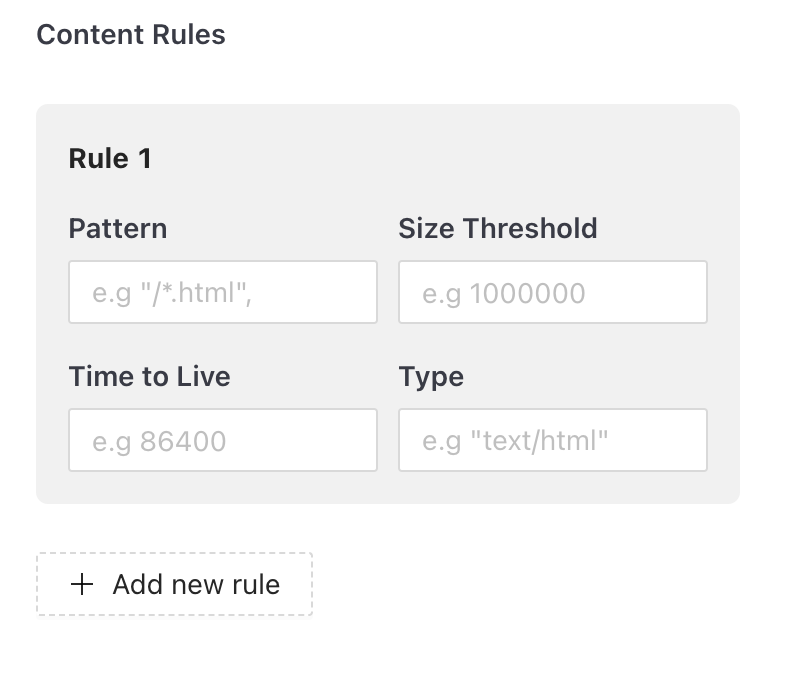 Content Rules
Rule 1
Pattern
Size Threshold
e.g "/*.html",
e.g 1000000
Time to Live
Type
e.g 86400
e.g "text/html"
+ Add new rule